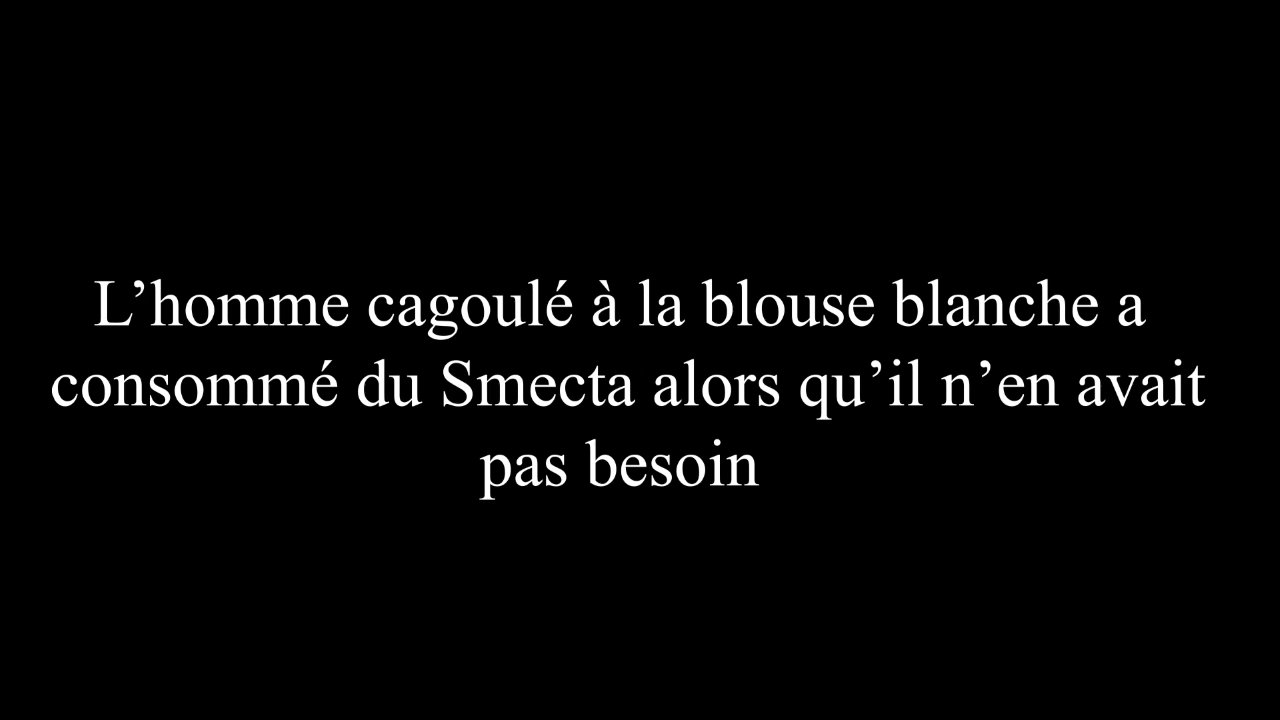 L’homme cagoulé à la blouse blanche a
consommé du Smecta alors qu’il n’en avait
pas besoin